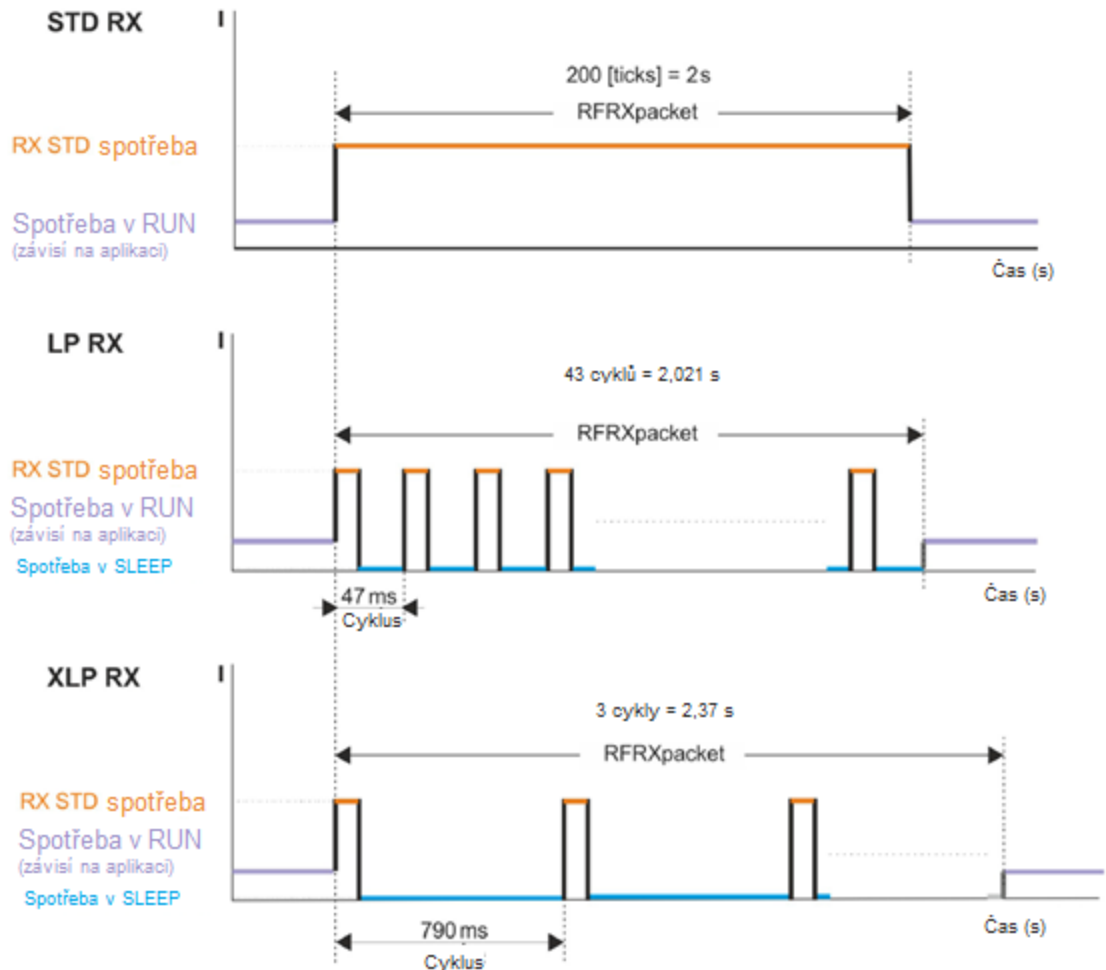 STD RX
I
200 [ticks] = 2s
RFRXpacket
RX STD spotřeba
Spotřeba v RUN
(závisí na aplikaci)
Čas (s)
LP RX
I
43 cyklů = 2,021 s
RFRXpacket
RX STD spotřeba
Spotřeba v RUN
(závisí na aplikaci)
Spotřeba v SLEEP
47 ms
Cyklus
Čas (s)
XLP RX
I
3 cykly = 2,37 s
RFRXpacket
RX STD spotřeba
Spotřeba v RUN
(závisí na aplikaci)
Spotřeba v SLEEP
790 ms
Cyklus
Čas (s)